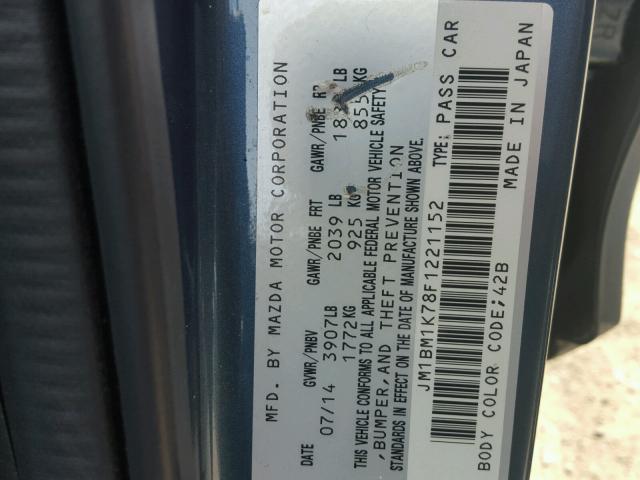 MFD. BY MAZDA MOTOR CORPORATION
DATE GVWR/PNBV GAWR/PNBE FRT GAWR/PNBE
07/14 3907LB 2039 LB LB
1772KG 925 KG 855 KG
THIS VEHICLE CONFORMS TO ALL APPLICABLE FEDERAL MOTOR VEHICLE SAFETY
,BUMPER,AND THEFT PREVENTION
STANDARDS IN EFFECT ON THE DATE OF MANUFACTURE SHOWN ABOVE.
JM1BM1K78F1221152 TYPE: PASS CAR
MADE IN JAPAN
BODY COLOR CODE;42B